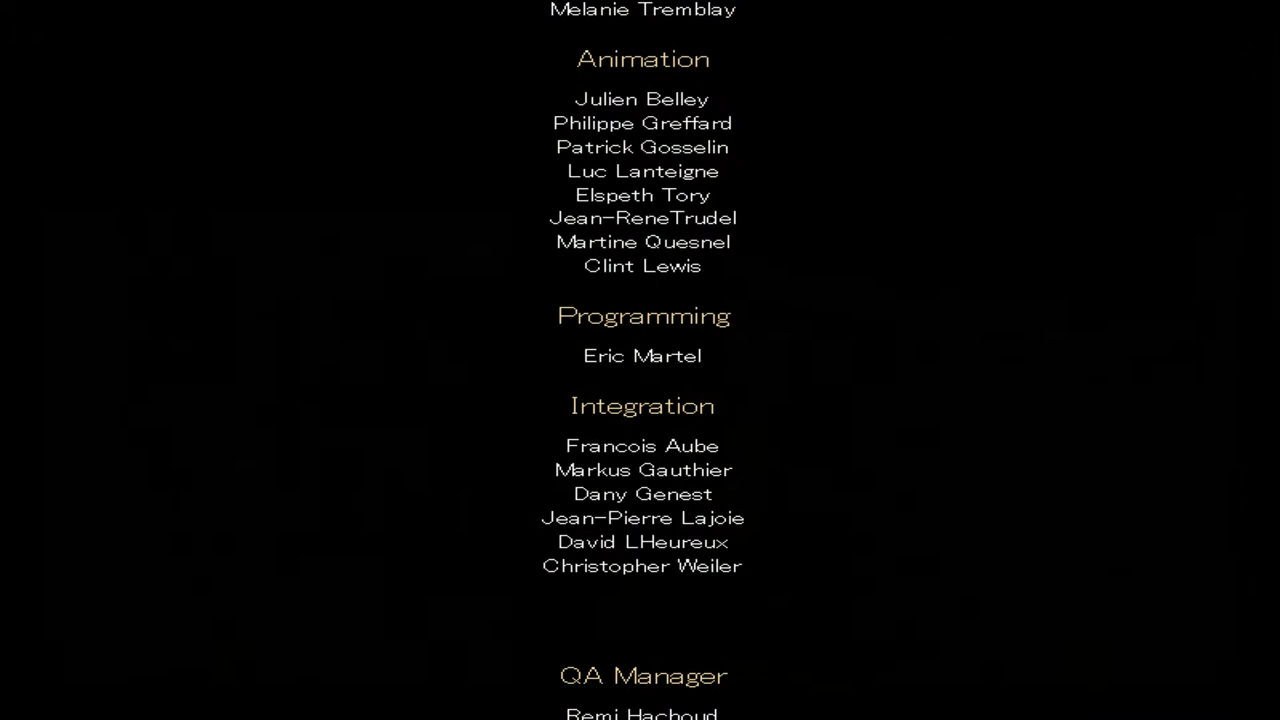 Melanie Tremblay
Animation
Julien Belley
Philippe Greffard
Patrick Gosselin
Luc Lanteigne
Elspeth Tory
Jean-ReneTrudel
Martine Quesnel
Clint Lewis
Programming
Eric Martel
Integration
Francois Aube
Markus Gauthier
Dany Genest
Jean-Pierre Lajoie
David LHeureux
Christopher Weiler
QA Manager
Remi Hachoud